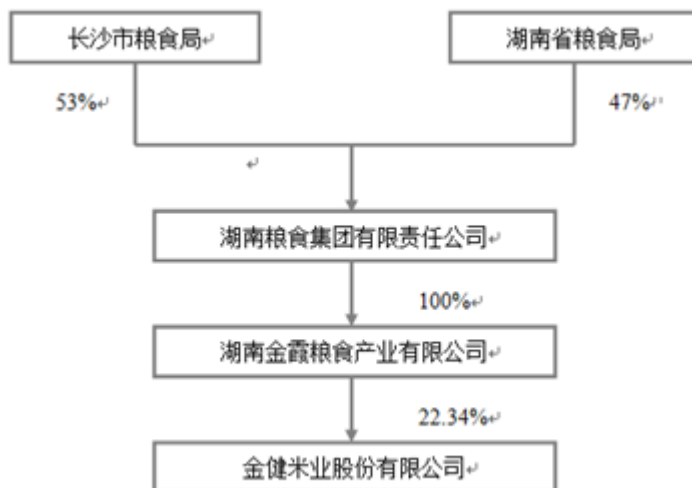 长沙市粮食局
湖南省粮食局
53%
47%
湖南粮食集团有限责任公司
100%
湖南金霞粮食产业有限公司
22.34%
金健米业股份有限公司